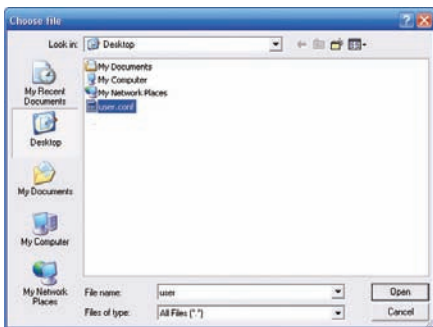 Choose file
Look in: Desktop
My Recent
Documents
Desktop
My Documents
My Computer
My Network
Places
My Documents
My Computer
My Network Places
user.conf
File name: user Open
Files of type: All Files (*.*) Cancel